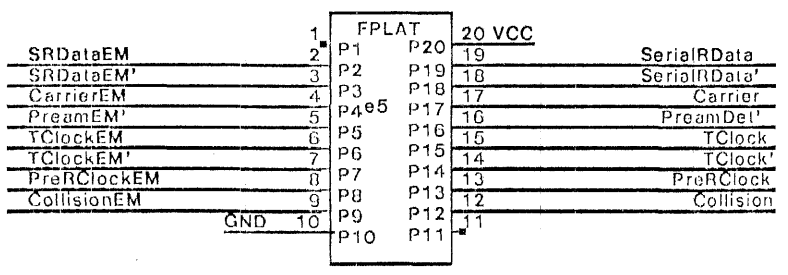 FPLAT
1 P1 P20 20 VCC
SRDataEM 2 P2 P19 19 SerialRData
SRDataEM' 3 P3 P18 18 SerialRData'
CarrierEM 4 P4 e5 P17 17 Carrier
PreamEM' 5 P5 P16 16 PreamDet'
TClockEM 6 P6 P15 15 TClock
TClockEM' 7 P7 P14 14 TClock'
PreRClockEM 8 P8 P13 13 PreRClock
CollisionEM 9 P9 P12 12 Collision
GND 10 P10 P11 11